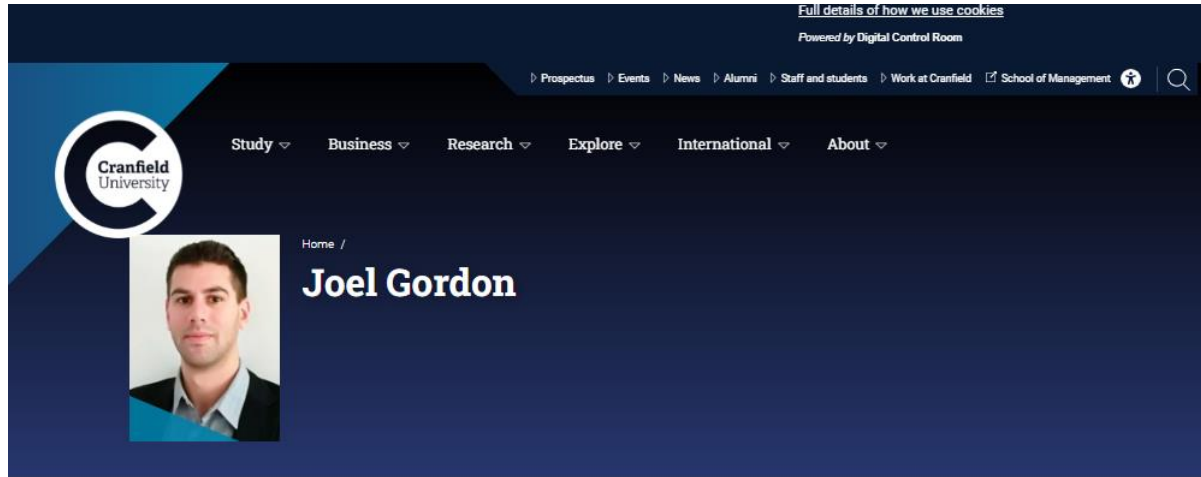 Full details of how we use cookies
Powered by Digital Control Room
Prospectus Events News Alumni Staff and students Work at Cranfield School of Management
Study Business Research Explore International About
Cranfield
University
Home /
Joel Gordon